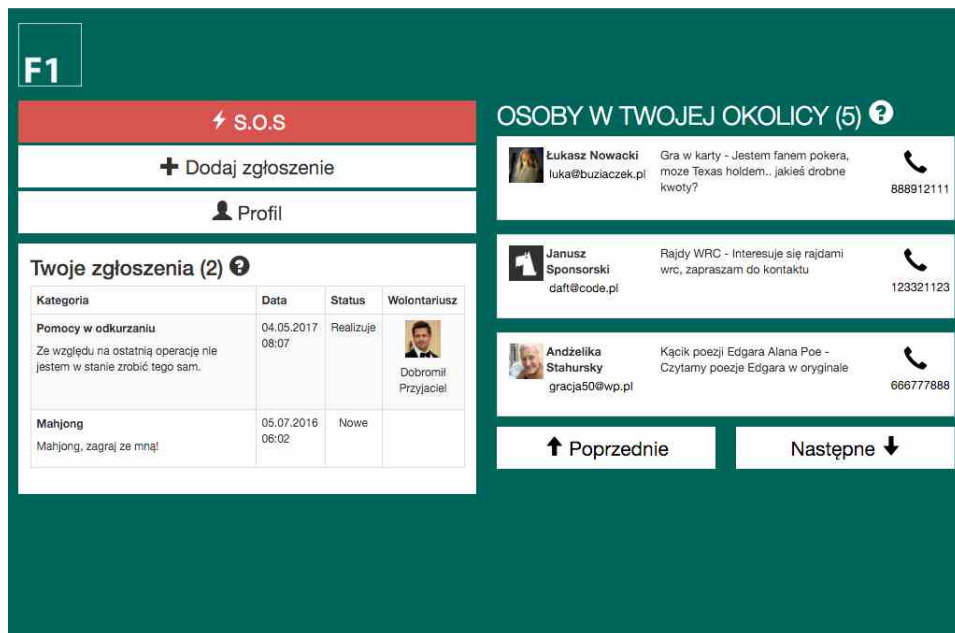 F1
S.O.S
Dodaj zgłoszenie
Profil
Twoje zgłoszenia (2)
Kategoria Data Status Wolontariusz
Pomocy w odkurzaniu 04.05.2017 Realizuje
08:07
Ze względu na ostatnią operację nie
jestem w stanie zrobić tego sam.
Dobromił
Przyjaciel
Mahjong 05.07.2016 Nowe
06:02
Mahjong, zagraj ze mną!
OSOBY W TWOJEJ OKOLICY (5)
Łukasz Nowacki Gra w karty - Jestem fanem pokera,
luka@buziaczek.pl moze Texas holdem.. jakieś drobne
kwoty? 888912111
Janusz Rajdy WRC - Interesuje się rajdami
Sponsorski wrc, zapraszam do kontaktu
daft@code.pl 123321123
Andżelika Kącik poezji Edgara Alana Poe -
Stahursky Czytamy poezje Edgara w oryginale
gracja50@wp.pl 666777888
Poprzednie Następne